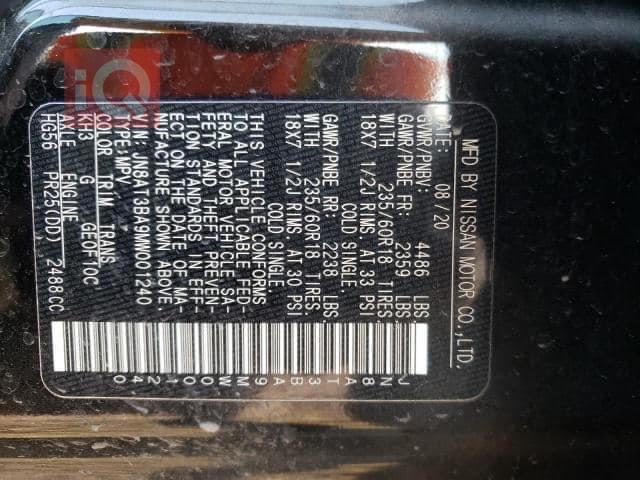 MFD BY NISSAN MOTOR CO.,LTD.
DATE: 08/20
GVWR/PNBV: 4486 LBS.
GAWR/PNBE FR: 2359 LBS.
WITH 235/60R18 TIRES.
18X7 1/2J RIMS AT 33 PSI
COLD SINGLE.
GAWR/PNBE RR: 2238 LBS.
WITH 235/60R18 TIRES.
18X7 1/2J RIMS AT 30 PSI
COLD SINGLE.
THIS VEHICLE CONFORMS
TO ALL APPLICABLE FED-
ERAL MOTOR VEHICLE SA-
FETY AND THEFT PREVEN-
TION STANDARDS IN EFF-
ECT ON THE DATE OF MA-
NUFACTURE SHOWN ABOVE.
VIN: JN8AT3BA9MW001240
TYPE:MPV
COLOR TRIM TRANS
KH3 G GE0F10C
AXLE ENGINE
HG56 PR25(DD) 2488CC
JN8AT3BA9MW001240
iQ